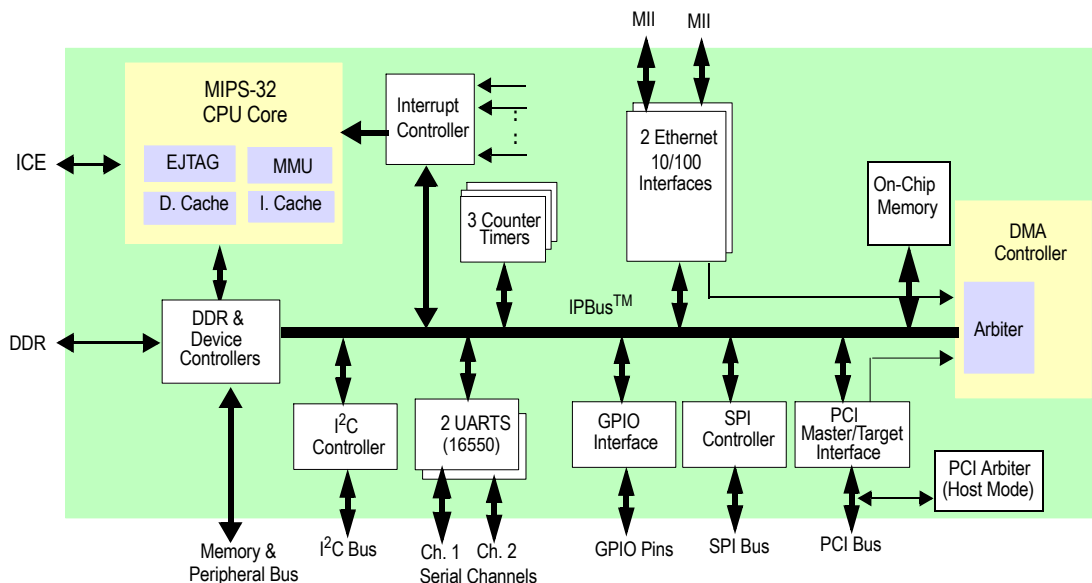 MII
MII
MIPS-32
CPU Core
EJTAG
MMU
D. Cache
I. Cache
ICE
Interrupt
Controller
:
:
3 Counter
Timers
2 Ethernet
10/100
Interfaces
On-Chip
Memory
DMA
Controller
Arbiter
IPBus™
DDR
DDR &
Device
Controllers
I²C
Controller
2 UARTS
(16550)
GPIO
Interface
SPI
Controller
PCI
Master/Target
Interface
PCI Arbiter
(Host Mode)
Memory &
Peripheral Bus
I²C Bus
Ch. 1
Ch. 2
Serial Channels
GPIO Pins
SPI Bus
PCI Bus